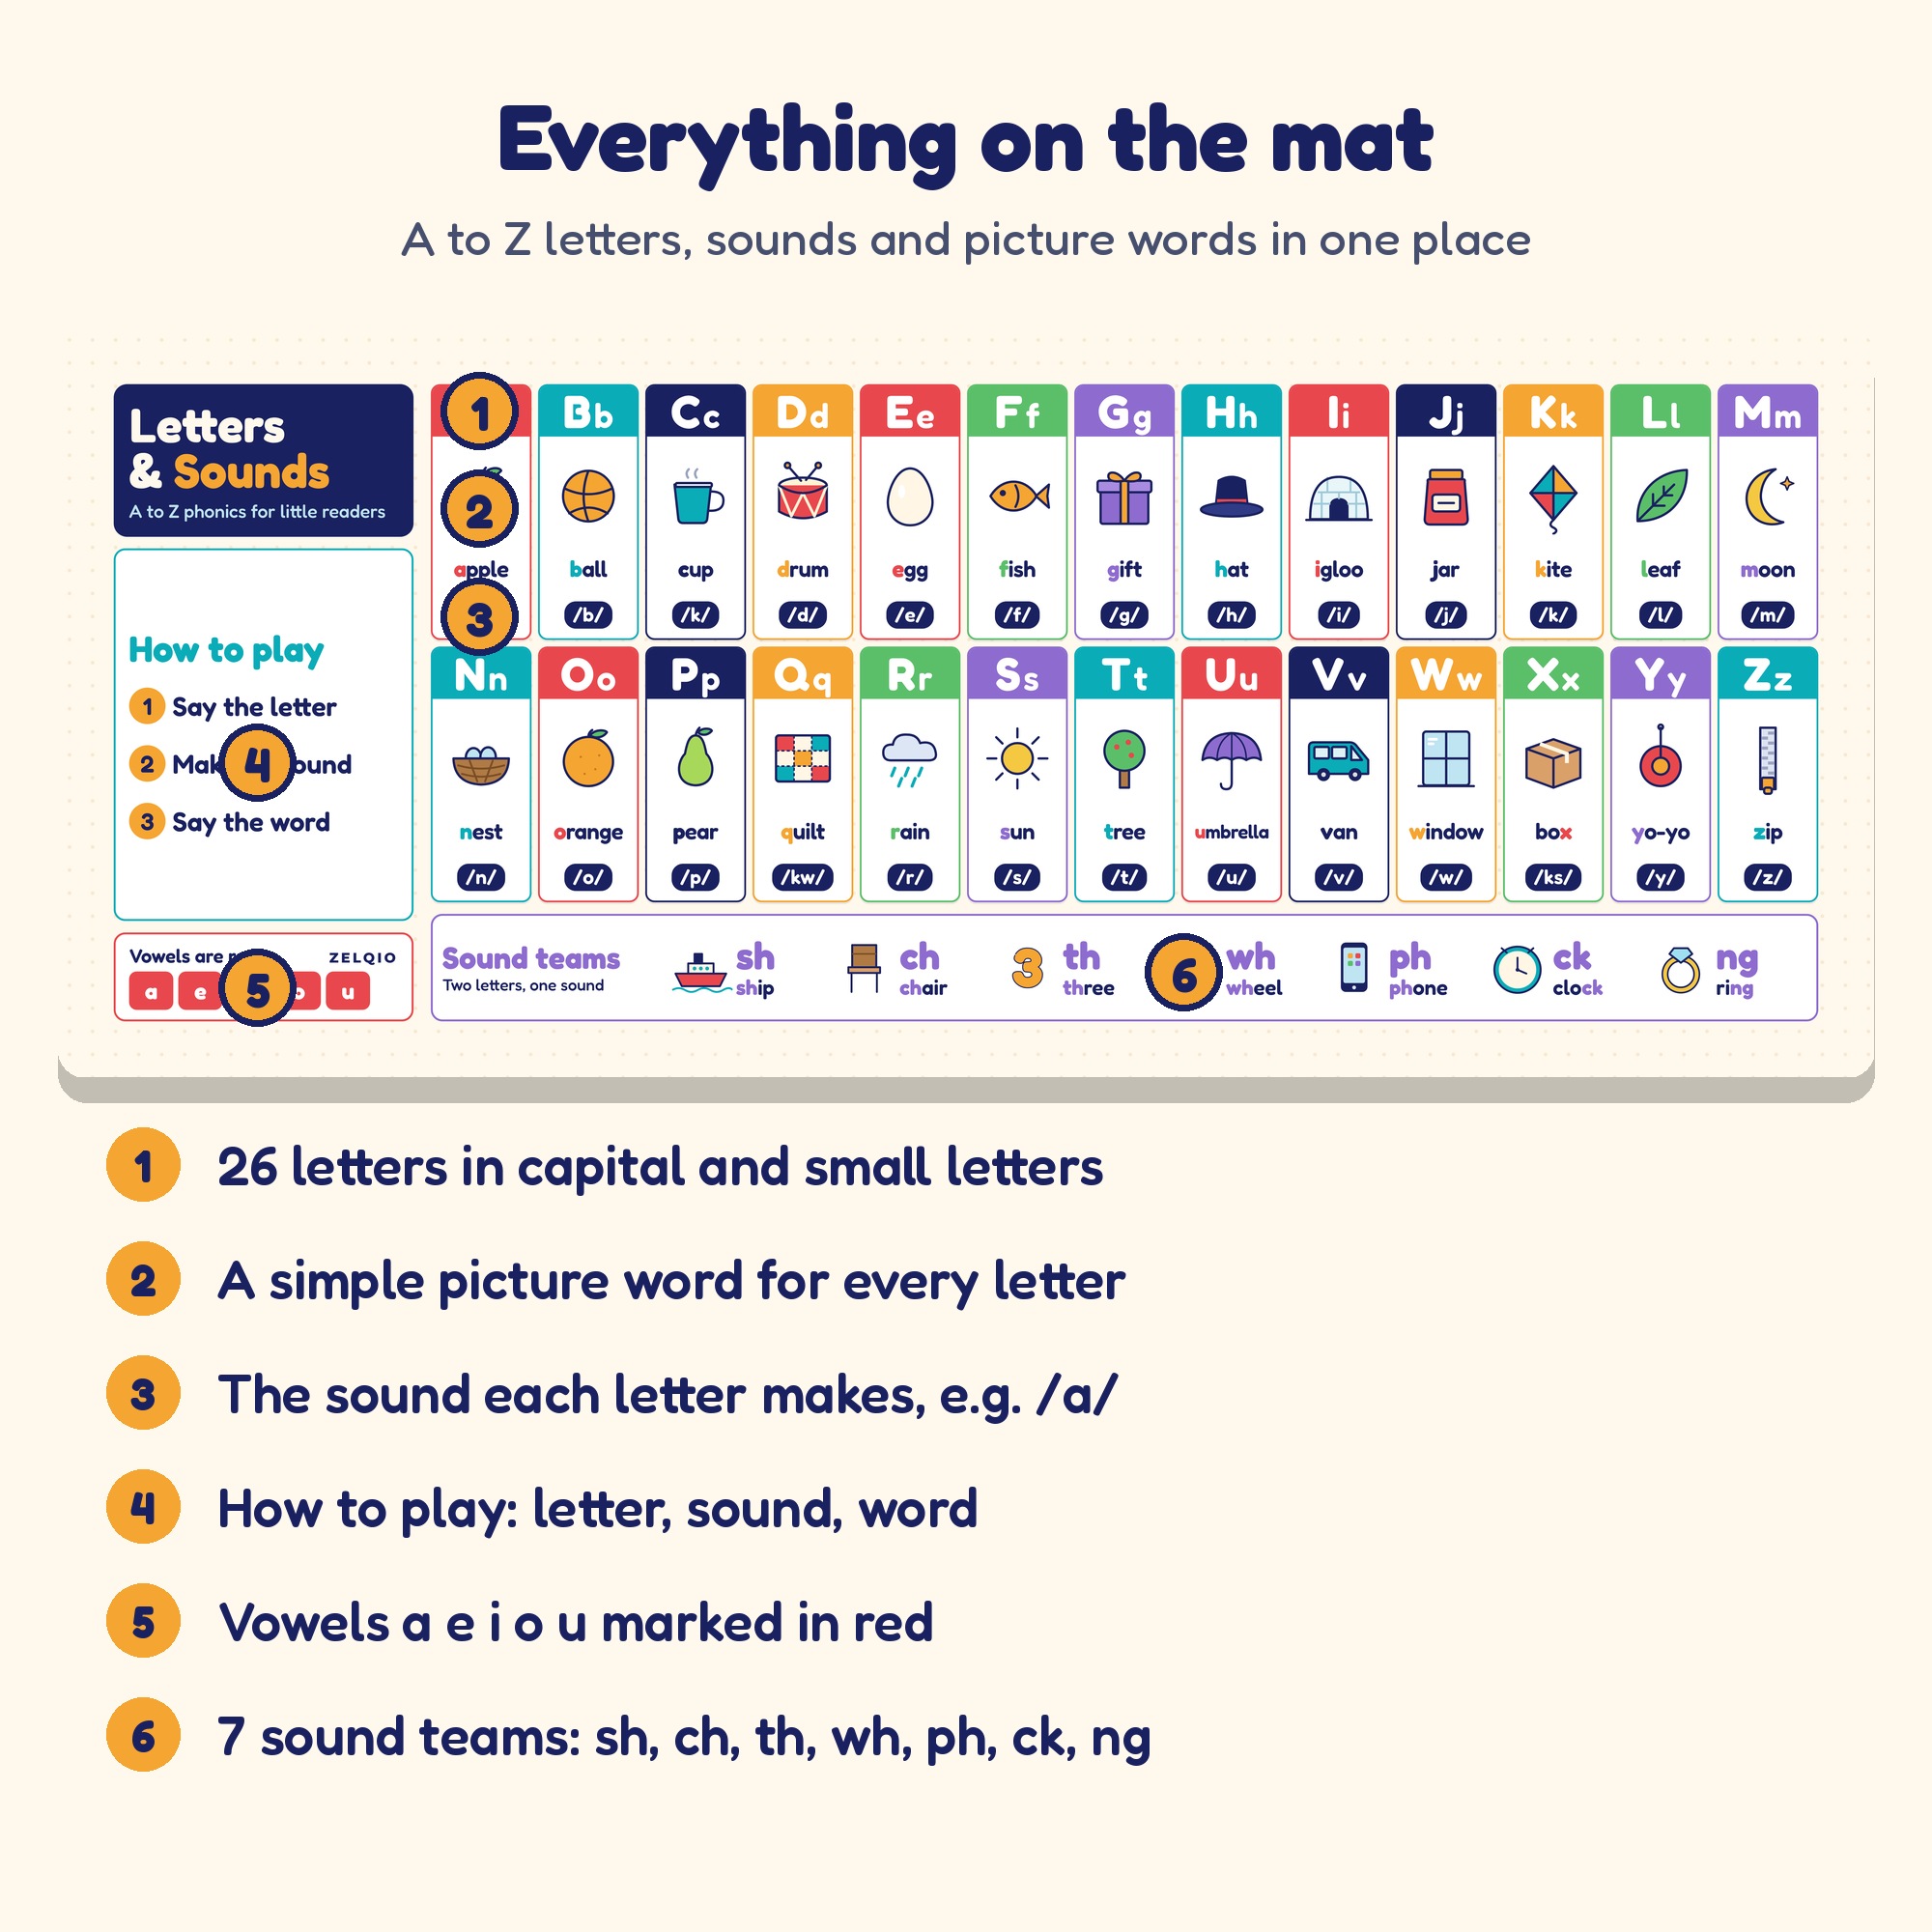 Everything on the mat
A to Z letters, sounds and picture words in one place
Letters
& Sounds
A to Z phonics for little readers
How to play
1 Say the letter
2
4
3 Say the word
Vowels are
ZELQIO
a e 5 u
1 Bb Cc Dd Ee Ff Gg Hh Ii Jj Kk Ll Mm
2
apple ball cup drum egg fish gift hat igloo jar kite leaf moon
3 /b/ /k/ /d/ /e/ /f/ /g/ /h/ /i/ /j/ /k/ /l/ /m/
Nn Oo Pp Qq Rr Ss Tt Uu Vv Ww Xx Yy Zz
nest orange pear quilt rain sun tree umbrella van window box yo-yo zip
/n/ /o/ /p/ /kw/ /r/ /s/ /t/ /u/ /v/ /w/ /ks/ /y/ /z/
Sound teams
Two letters, one sound
sh ch 3 th 6 wh ph ck ng
ship chair three wheel phone clock ring
1 26 letters in capital and small letters
2 A simple picture word for every letter
3 The sound each letter makes, e.g. /a/
4 How to play: letter, sound, word
5 Vowels a e i o u marked in red
6 7 sound teams: sh, ch, th, wh, ph, ck, ng